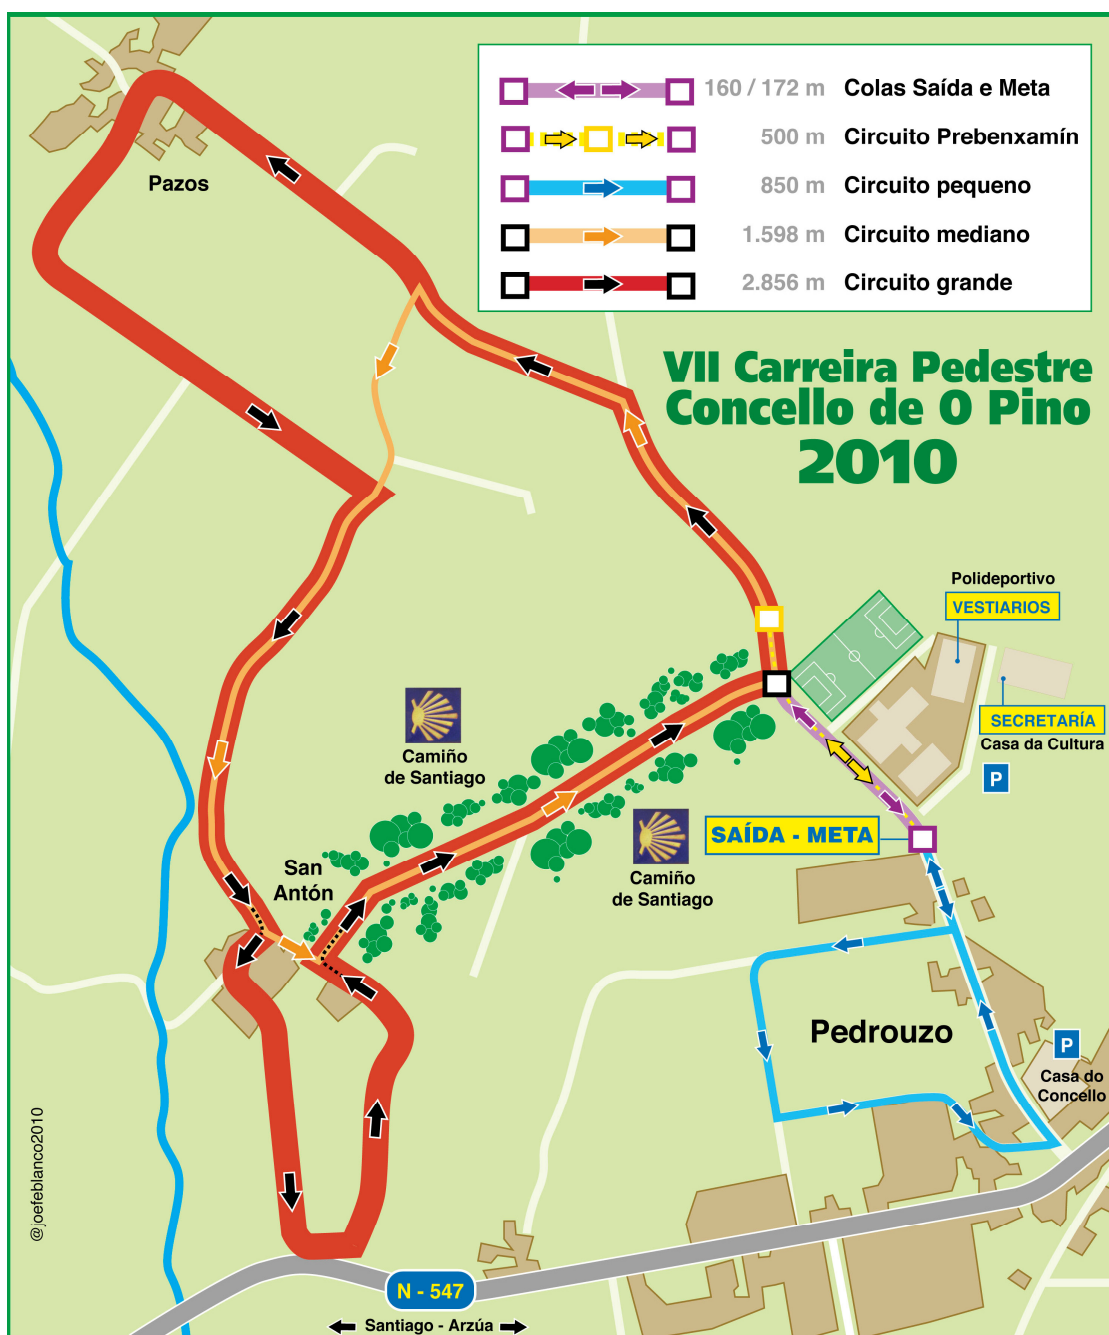 160 / 172 m Colas Saída e Meta
500 m Circuito Prebenxamín
850 m Circuito pequeno
1.598 m Circuito mediano
2.856 m Circuito grande
Pazos
VII Carreira Pedestre
Concello de O Pino
2010
Polideportivo
VESTIARIOS
SECRETARÍA
Casa da Cultura
P
Camiño
de Santiago
SAÍDA - META
Camiño
de Santiago
San
Antón
Pedrouzo
P
Casa do
Concello
@joefeblanco2010
N - 547
Santiago - Arzúa